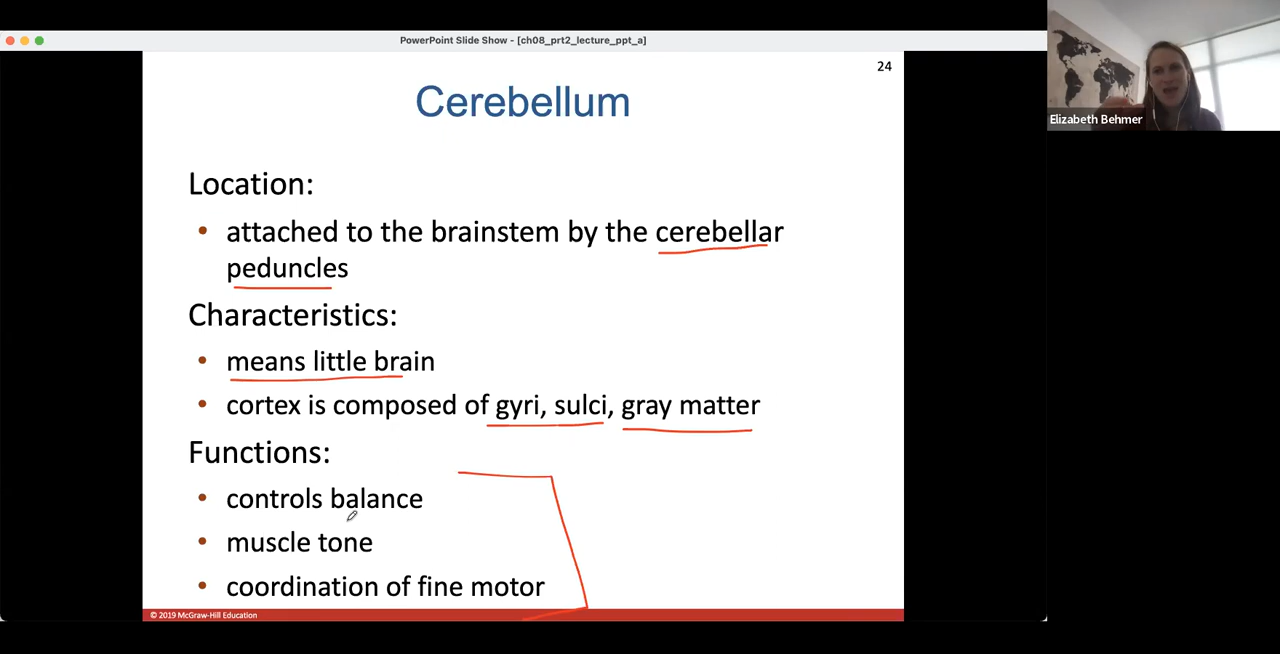 PowerPoint Slide Show - [ch08_prt2_lecture_ppt_a]
24
Cerebellum
Elizabeth Behmer
Location:
• attached to the brainstem by the cerebellar
peduncles
Characteristics:
• means little brain
• cortex is composed of gyri, sulci, gray matter
Functions:
• controls balance
• muscle tone
• coordination of fine motor
© 2019 McGraw-Hill Education